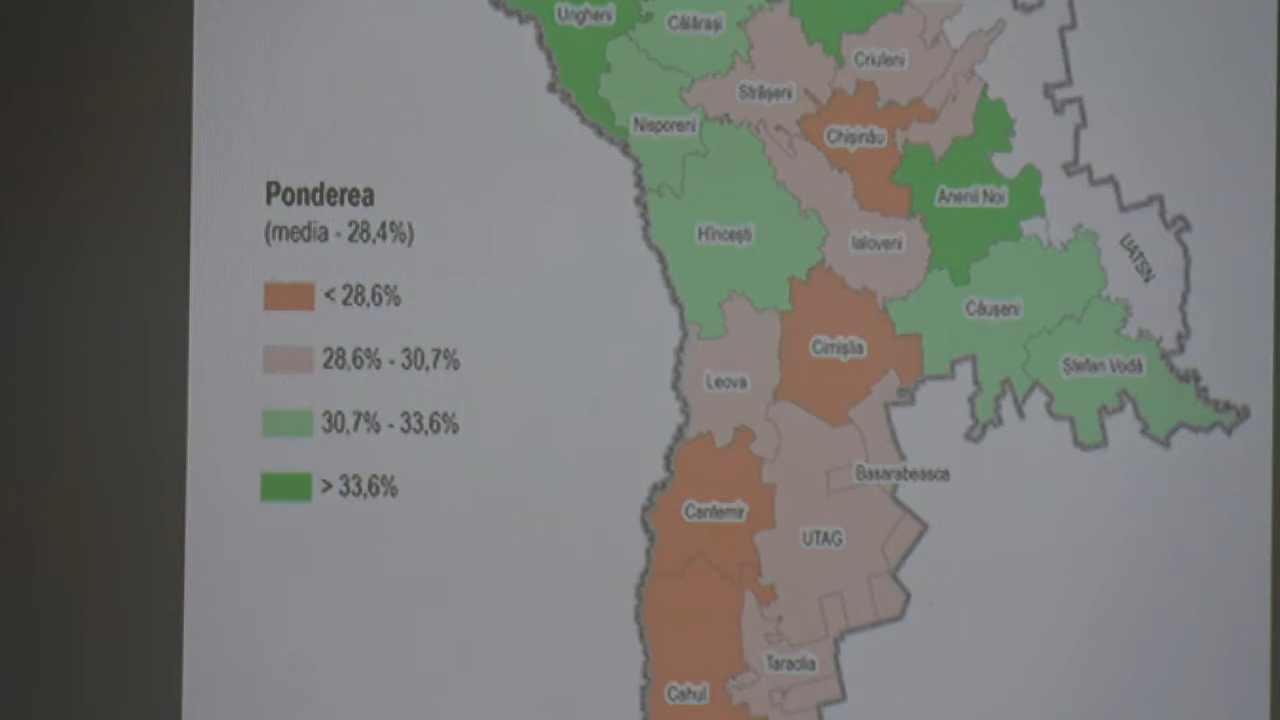 Ungheni
Călărași
Criuleni
Strășeni
Nisporeni
Chișinău
Ponderea
(media - 28,4%)
Anenii Noi
Hîncești
Ialoveni
UATSN
< 28,6%
Căușeni
Cimișlia
28,6% - 30,7%
Leova
Ștefan Vodă
30,7% - 33,6%
Basarabeasca
> 33,6%
Cantemir
UTAG
Taraclia
Cahul